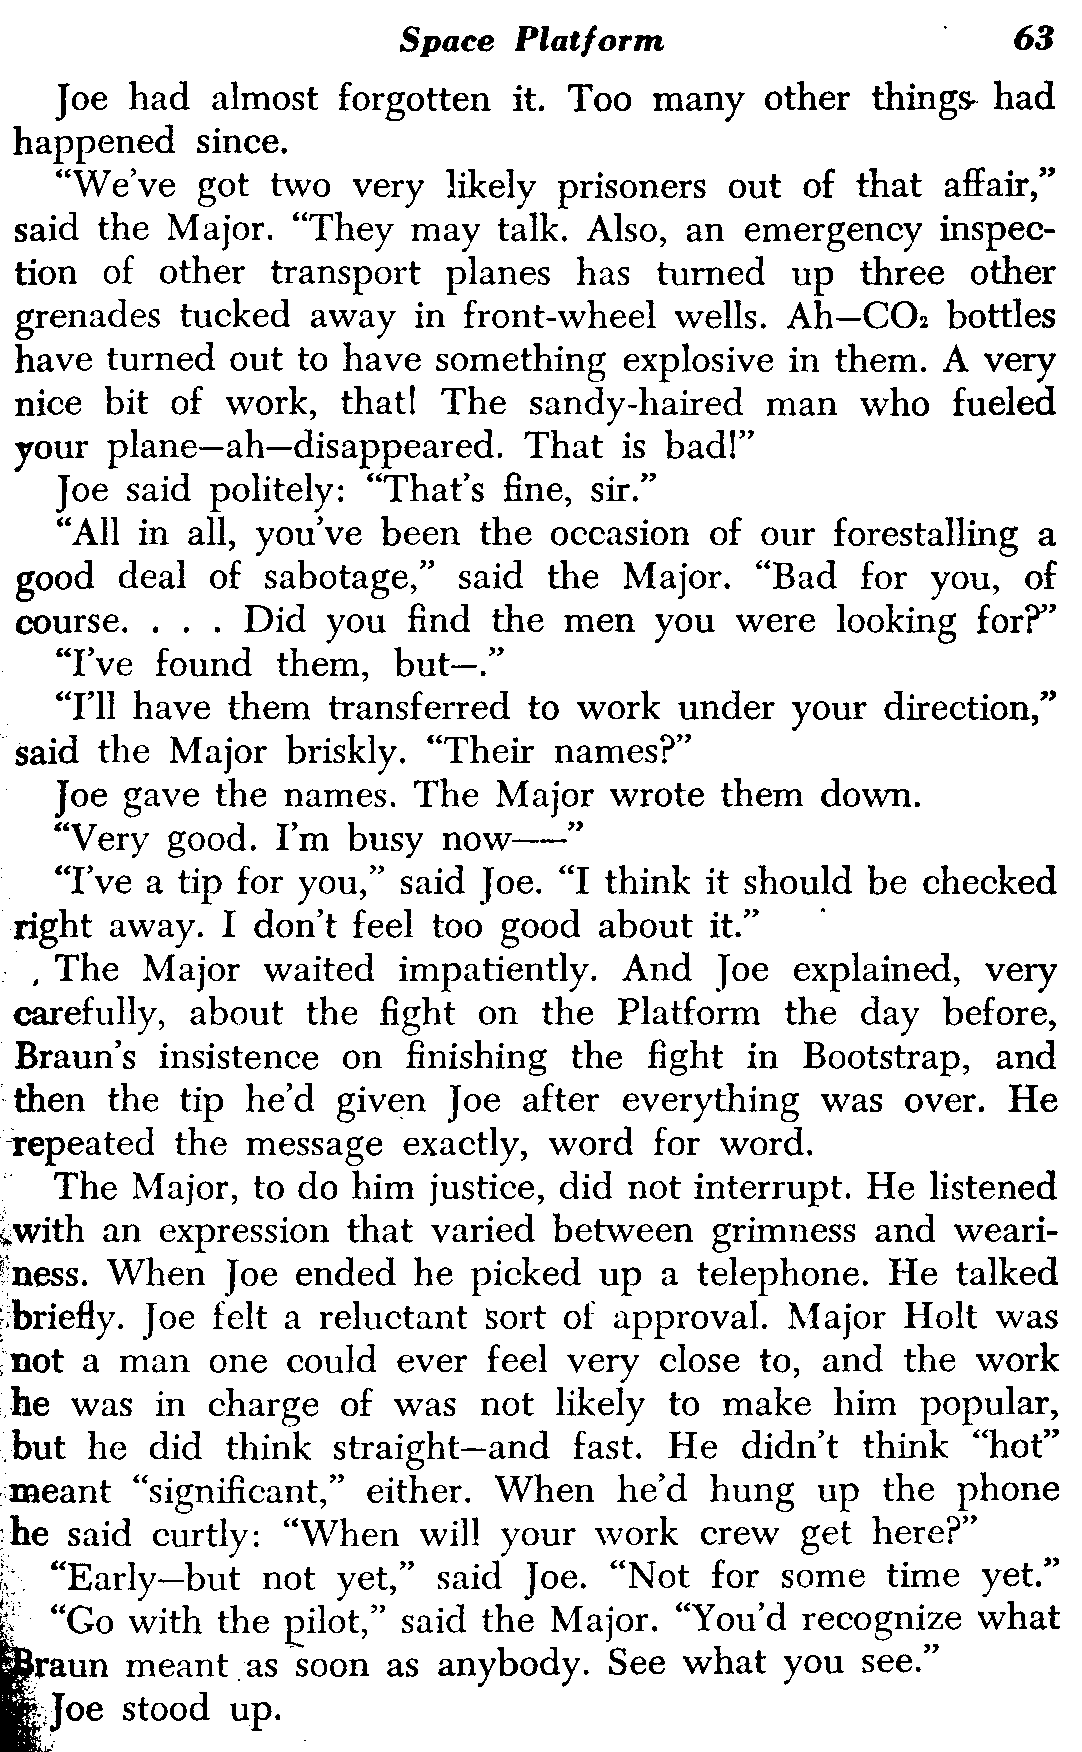 Space Platform 63
Joe had almost forgotten it. Too many other things had
happened since.
“We’ve got two very likely prisoners out of that affair,”
said the Major. “They may talk. Also, an emergency inspec-
tion of other transport planes has turned up three other
grenades tucked away in front-wheel wells. Ah—CO₂ bottles
have turned out to have something explosive in them. A very
nice bit of work, that! The sandy-haired man who fueled
your plane—ah—disappeared. That is bad!”
Joe said politely: “That’s fine, sir.”
“All in all, you’ve been the occasion of our forestalling a
good deal of sabotage,” said the Major. “Bad for you, of
course. . . . Did you find the men you were looking for?”
“I’ve found them, but—.”
“I’ll have them transferred to work under your direction,”
said the Major briskly. “Their names?”
Joe gave the names. The Major wrote them down.
“Very good. I’m busy now——”
“I’ve a tip for you,” said Joe. “I think it should be checked
right away. I don’t feel too good about it.”
The Major waited impatiently. And Joe explained, very
carefully, about the fight on the Platform the day before,
Braun’s insistence on finishing the fight in Bootstrap, and
then the tip he’d given Joe after everything was over. He
repeated the message exactly, word for word.
The Major, to do him justice, did not interrupt. He listened
with an expression that varied between grimness and weari-
ness. When Joe ended he picked up a telephone. He talked
briefly. Joe felt a reluctant sort of approval. Major Holt was
not a man one could ever feel very close to, and the work
he was in charge of was not likely to make him popular,
but he did think straight—and fast. He didn’t think “hot”
meant “significant,” either. When he’d hung up the phone
he said curtly: “When will your work crew get here?”
“Early—but not yet,” said Joe. “Not for some time yet.”
“Go with the pilot,” said the Major. “You’d recognize what
Braun meant as soon as anybody. See what you see.”
Joe stood up.